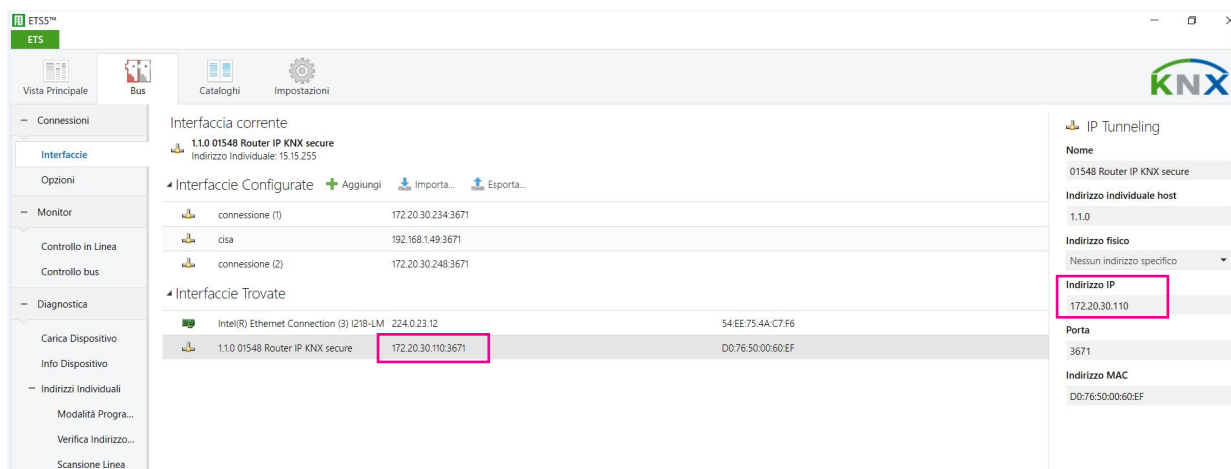 ETS5™
ETS
Vista Principale
Bus
Cataloghi
Impostazioni
KNX
Connessioni
Interfaccie
Opzioni
Monitor
Controllo in Linea
Controllo bus
Diagnostica
Carica Dispositivo
Info Dispositivo
Indirizzi Individuali
Modalità Progra...
Verifica Indirizzo...
Scansione Linea
Interfaccia corrente
1.1.0 01548 Router IP KNX secure
Indirizzo Individuale: 15.15.255
Interfaccie Configurate Aggiungi Importa... Esporta...
connessione (1) 172.20.30.234:3671
cisa 192.168.1.49:3671
connessione (2) 172.20.30.248:3671
Interfaccie Trovate
Intel(R) Ethernet Connection (3) I218-LM 224.0.23.12 54:EE:75:4A:C7:F6
1.1.0 01548 Router IP KNX secure 172.20.30.110:3671 D0:76:50:00:60:EF
IP Tunneling
Nome
01548 Router IP KNX secure
Indirizzo individuale host
1.1.0
Indirizzo fisico
Nessun indirizzo specifico
Indirizzo IP
172.20.30.110
Porta
3671
Indirizzo MAC
D0:76:50:00:60:EF